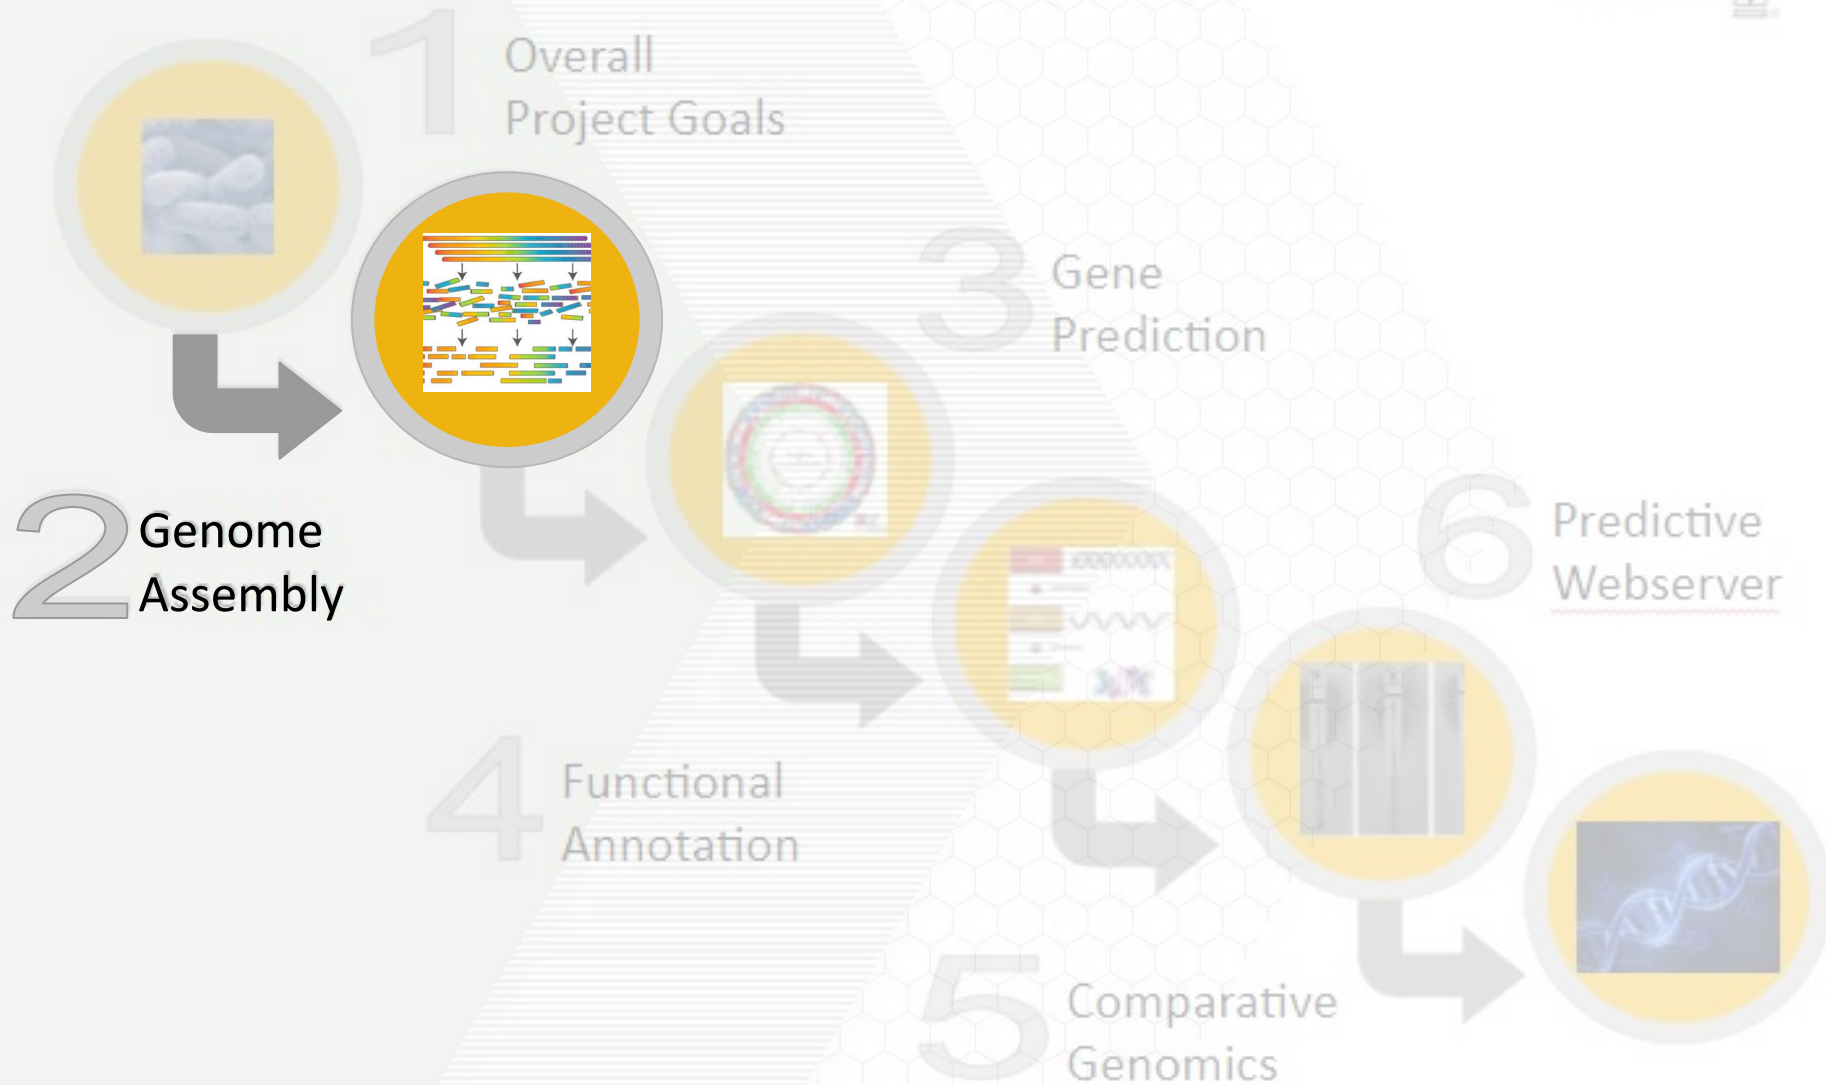 1
Overall
Project Goals
2
Genome
Assembly
3
Gene
Prediction
4
Functional
Annotation
5
Comparative
Genomics
6
Predictive
Webserver